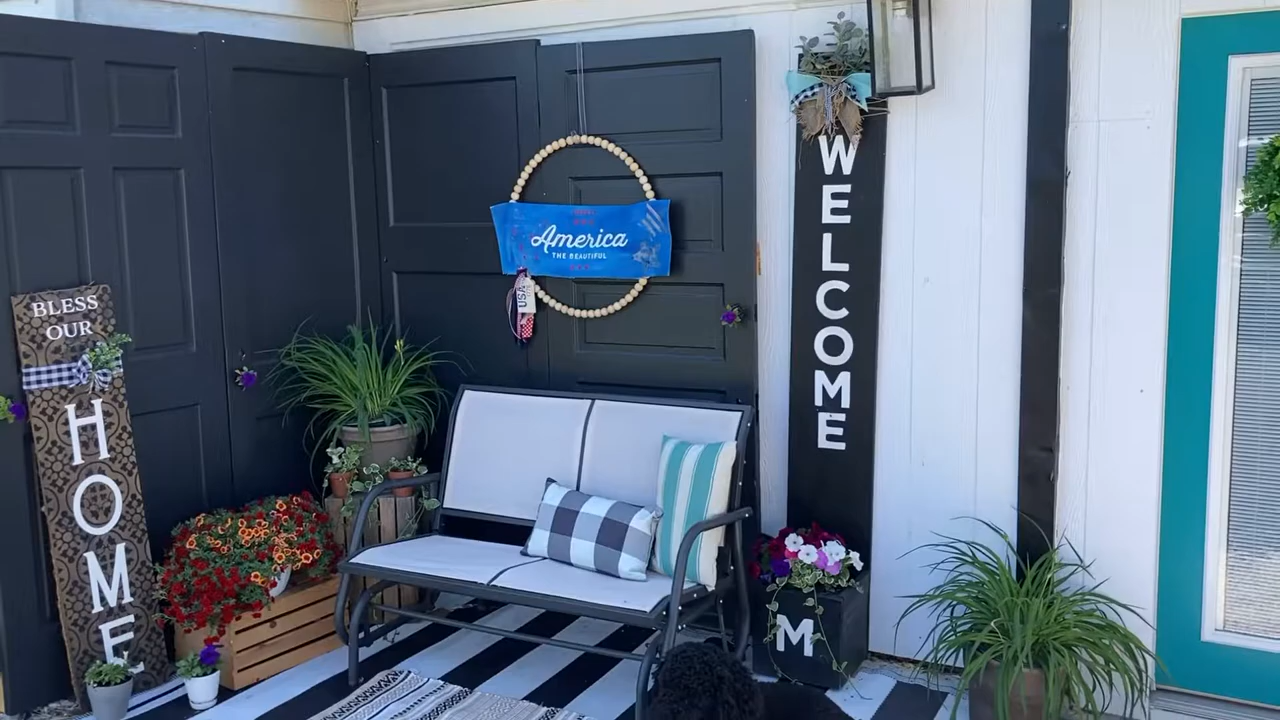 BLESS
OUR
HOME
America
THE BEAUTIFUL
USA
WELCOME
M